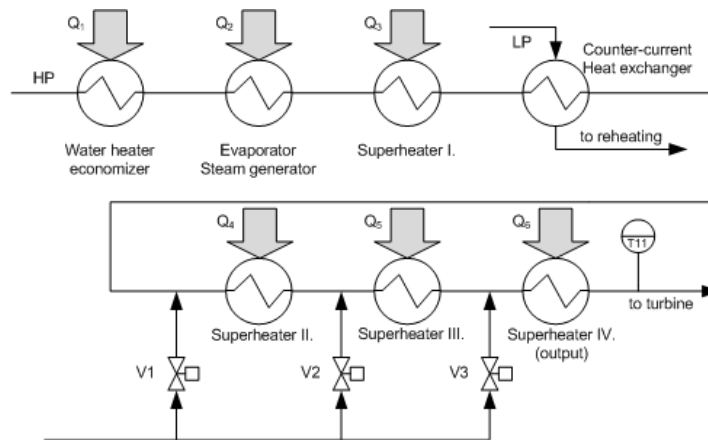 Q₁
Q₂
Q₃
HP
LP
Counter-current
Heat exchanger
to reheating
Water heater
economizer
Evaporator
Steam generator
Superheater I.
Q₄
Q₅
Q₆
T11
to turbine
Superheater II.
Superheater III.
Superheater IV.
(output)
V1
V2
V3